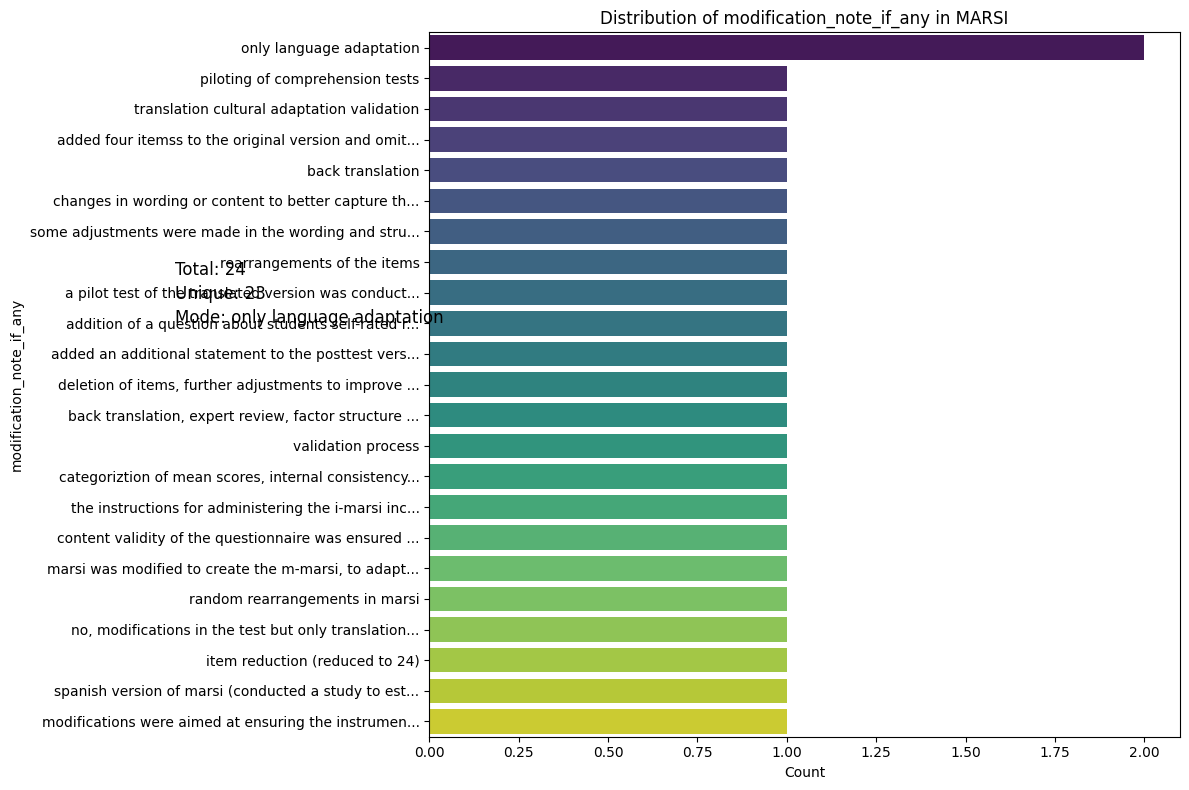 Distribution of modification_note_if_any in MARSI
only language adaptation
piloting of comprehension tests
translation cultural adaptation validation
added four itemss to the original version and omit...
back translation
changes in wording or content to better capture th...
some adjustments were made in the wording and stru...
rearrangements of the items
Total: 24
a pilot test of the translated version was conduct...
Unique: 23
addition of a question about students self-rated r...
Mode: only language adaptation
added an additional statement to the posttest vers...
deletion of items, further adjustments to improve ...
back translation, expert review, factor structure ...
validation process
categoriztion of mean scores, internal consistency...
the instructions for administering the i-marsi inc...
content validity of the questionnaire was ensured ...
marsi was modified to create the m-marsi, to adapt...
random rearrangements in marsi
no, modifications in the test but only translation...
item reduction (reduced to 24)
spanish version of marsi (conducted a study to est...
modifications were aimed at ensuring the instrumen...
modification_note_if_any
0.00 0.25 0.50 0.75 1.00 1.25 1.50 1.75 2.00
Count